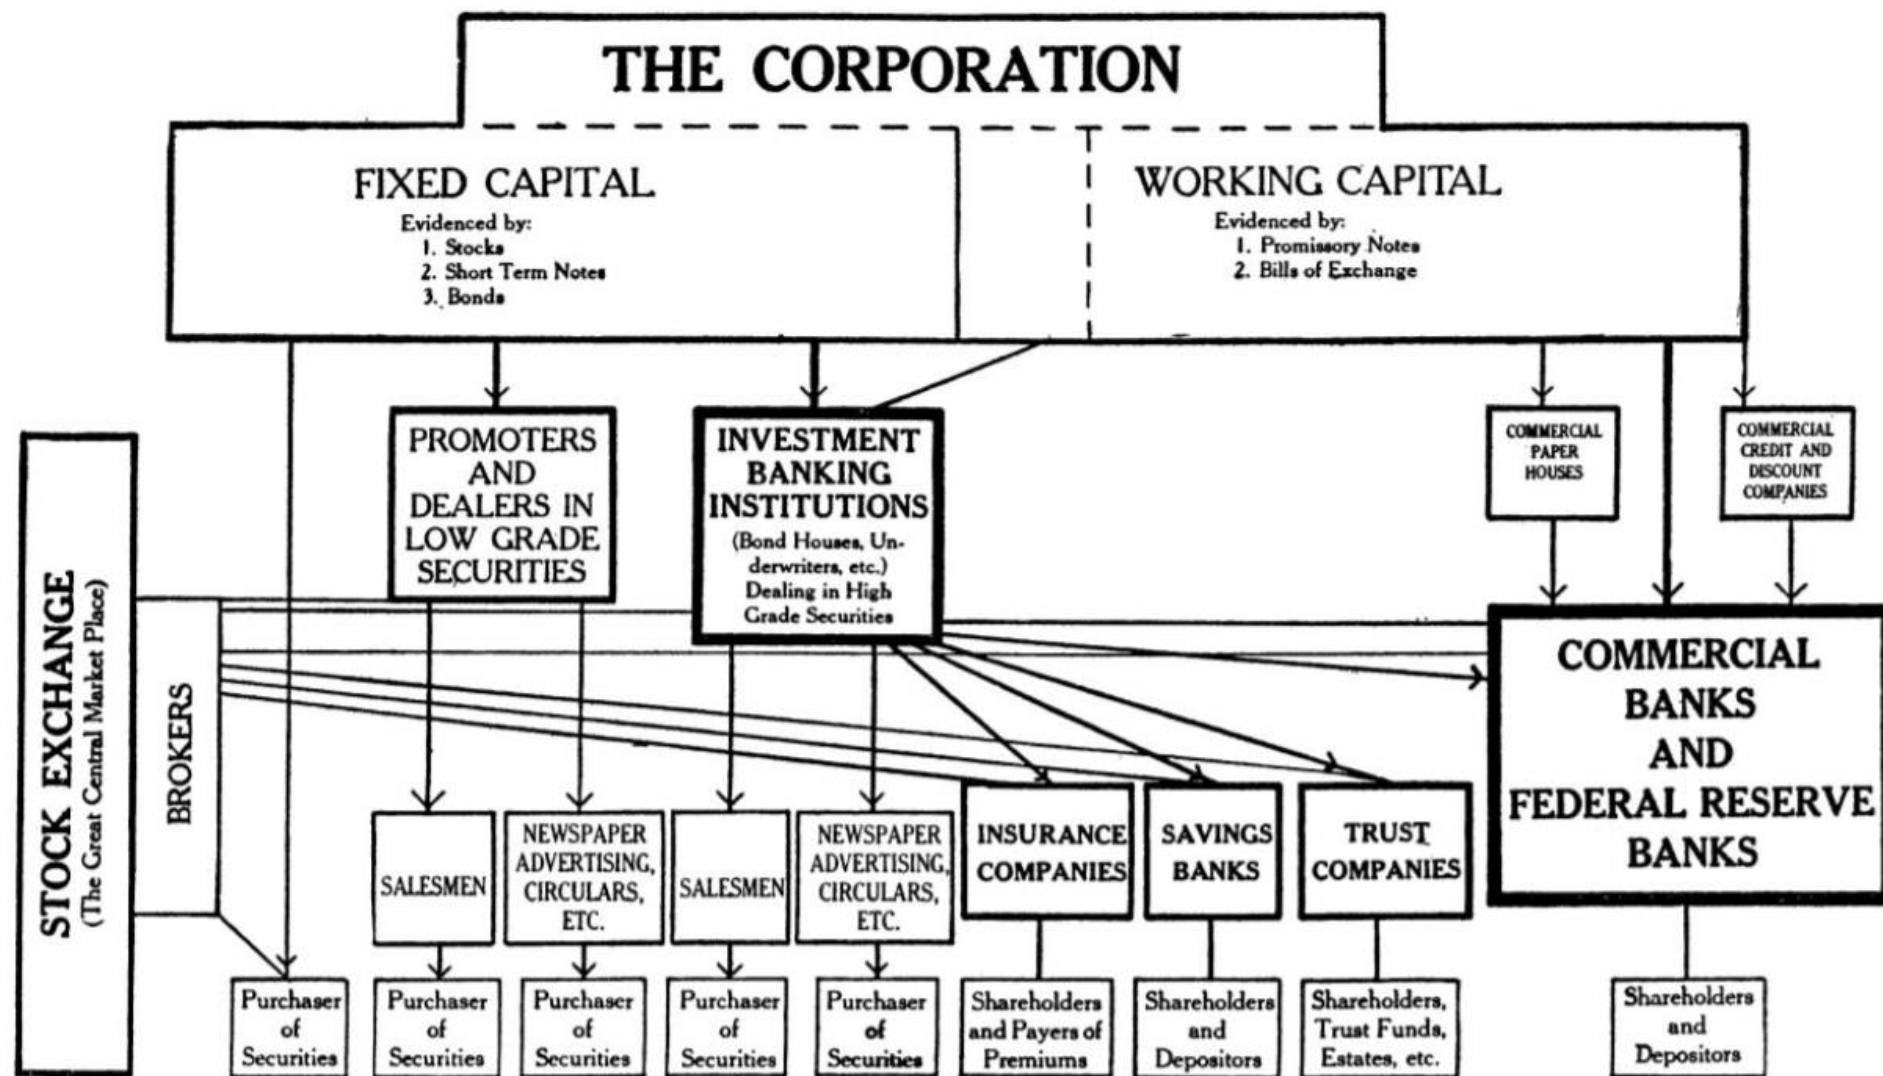 THE CORPORATION
FIXED CAPITAL
Evidenced by:
1. Stocks
2. Short Term Notes
3. Bonds
WORKING CAPITAL
Evidenced by:
1. Promissory Notes
2. Bills of Exchange
STOCK EXCHANGE
(The Great Central Market Place)
BROKERS
PROMOTERS
AND
DEALERS IN
LOW GRADE
SECURITIES
INVESTMENT
BANKING
INSTITUTIONS
(Bond Houses, Un-
derwriters, etc.)
Dealing in High
Grade Securities
COMMERCIAL
PAPER
HOUSES
COMMERCIAL
CREDIT AND
DISCOUNT
COMPANIES
COMMERCIAL
BANKS
AND
FEDERAL RESERVE
BANKS
SALESMEN
NEWSPAPER
ADVERTISING,
CIRCULARS,
ETC.
SALESMEN
NEWSPAPER
ADVERTISING,
CIRCULARS,
ETC.
INSURANCE
COMPANIES
SAVINGS
BANKS
TRUST
COMPANIES
Purchaser
of
Securities
Purchaser
of
Securities
Purchaser
of
Securities
Purchaser
of
Securities
Purchaser
of
Securities
Shareholders
and Payers of
Premiums
Shareholders
and
Depositors
Shareholders,
Trust Funds,
Estates, etc.
Shareholders
and
Depositors